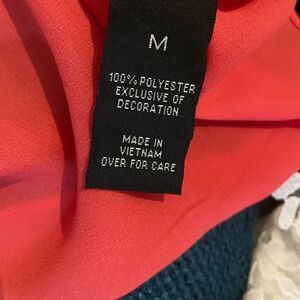 M
100% POLYESTER
EXCLUSIVE OF
DECORATION
MADE IN
VIETNAM
OVER FOR CARE